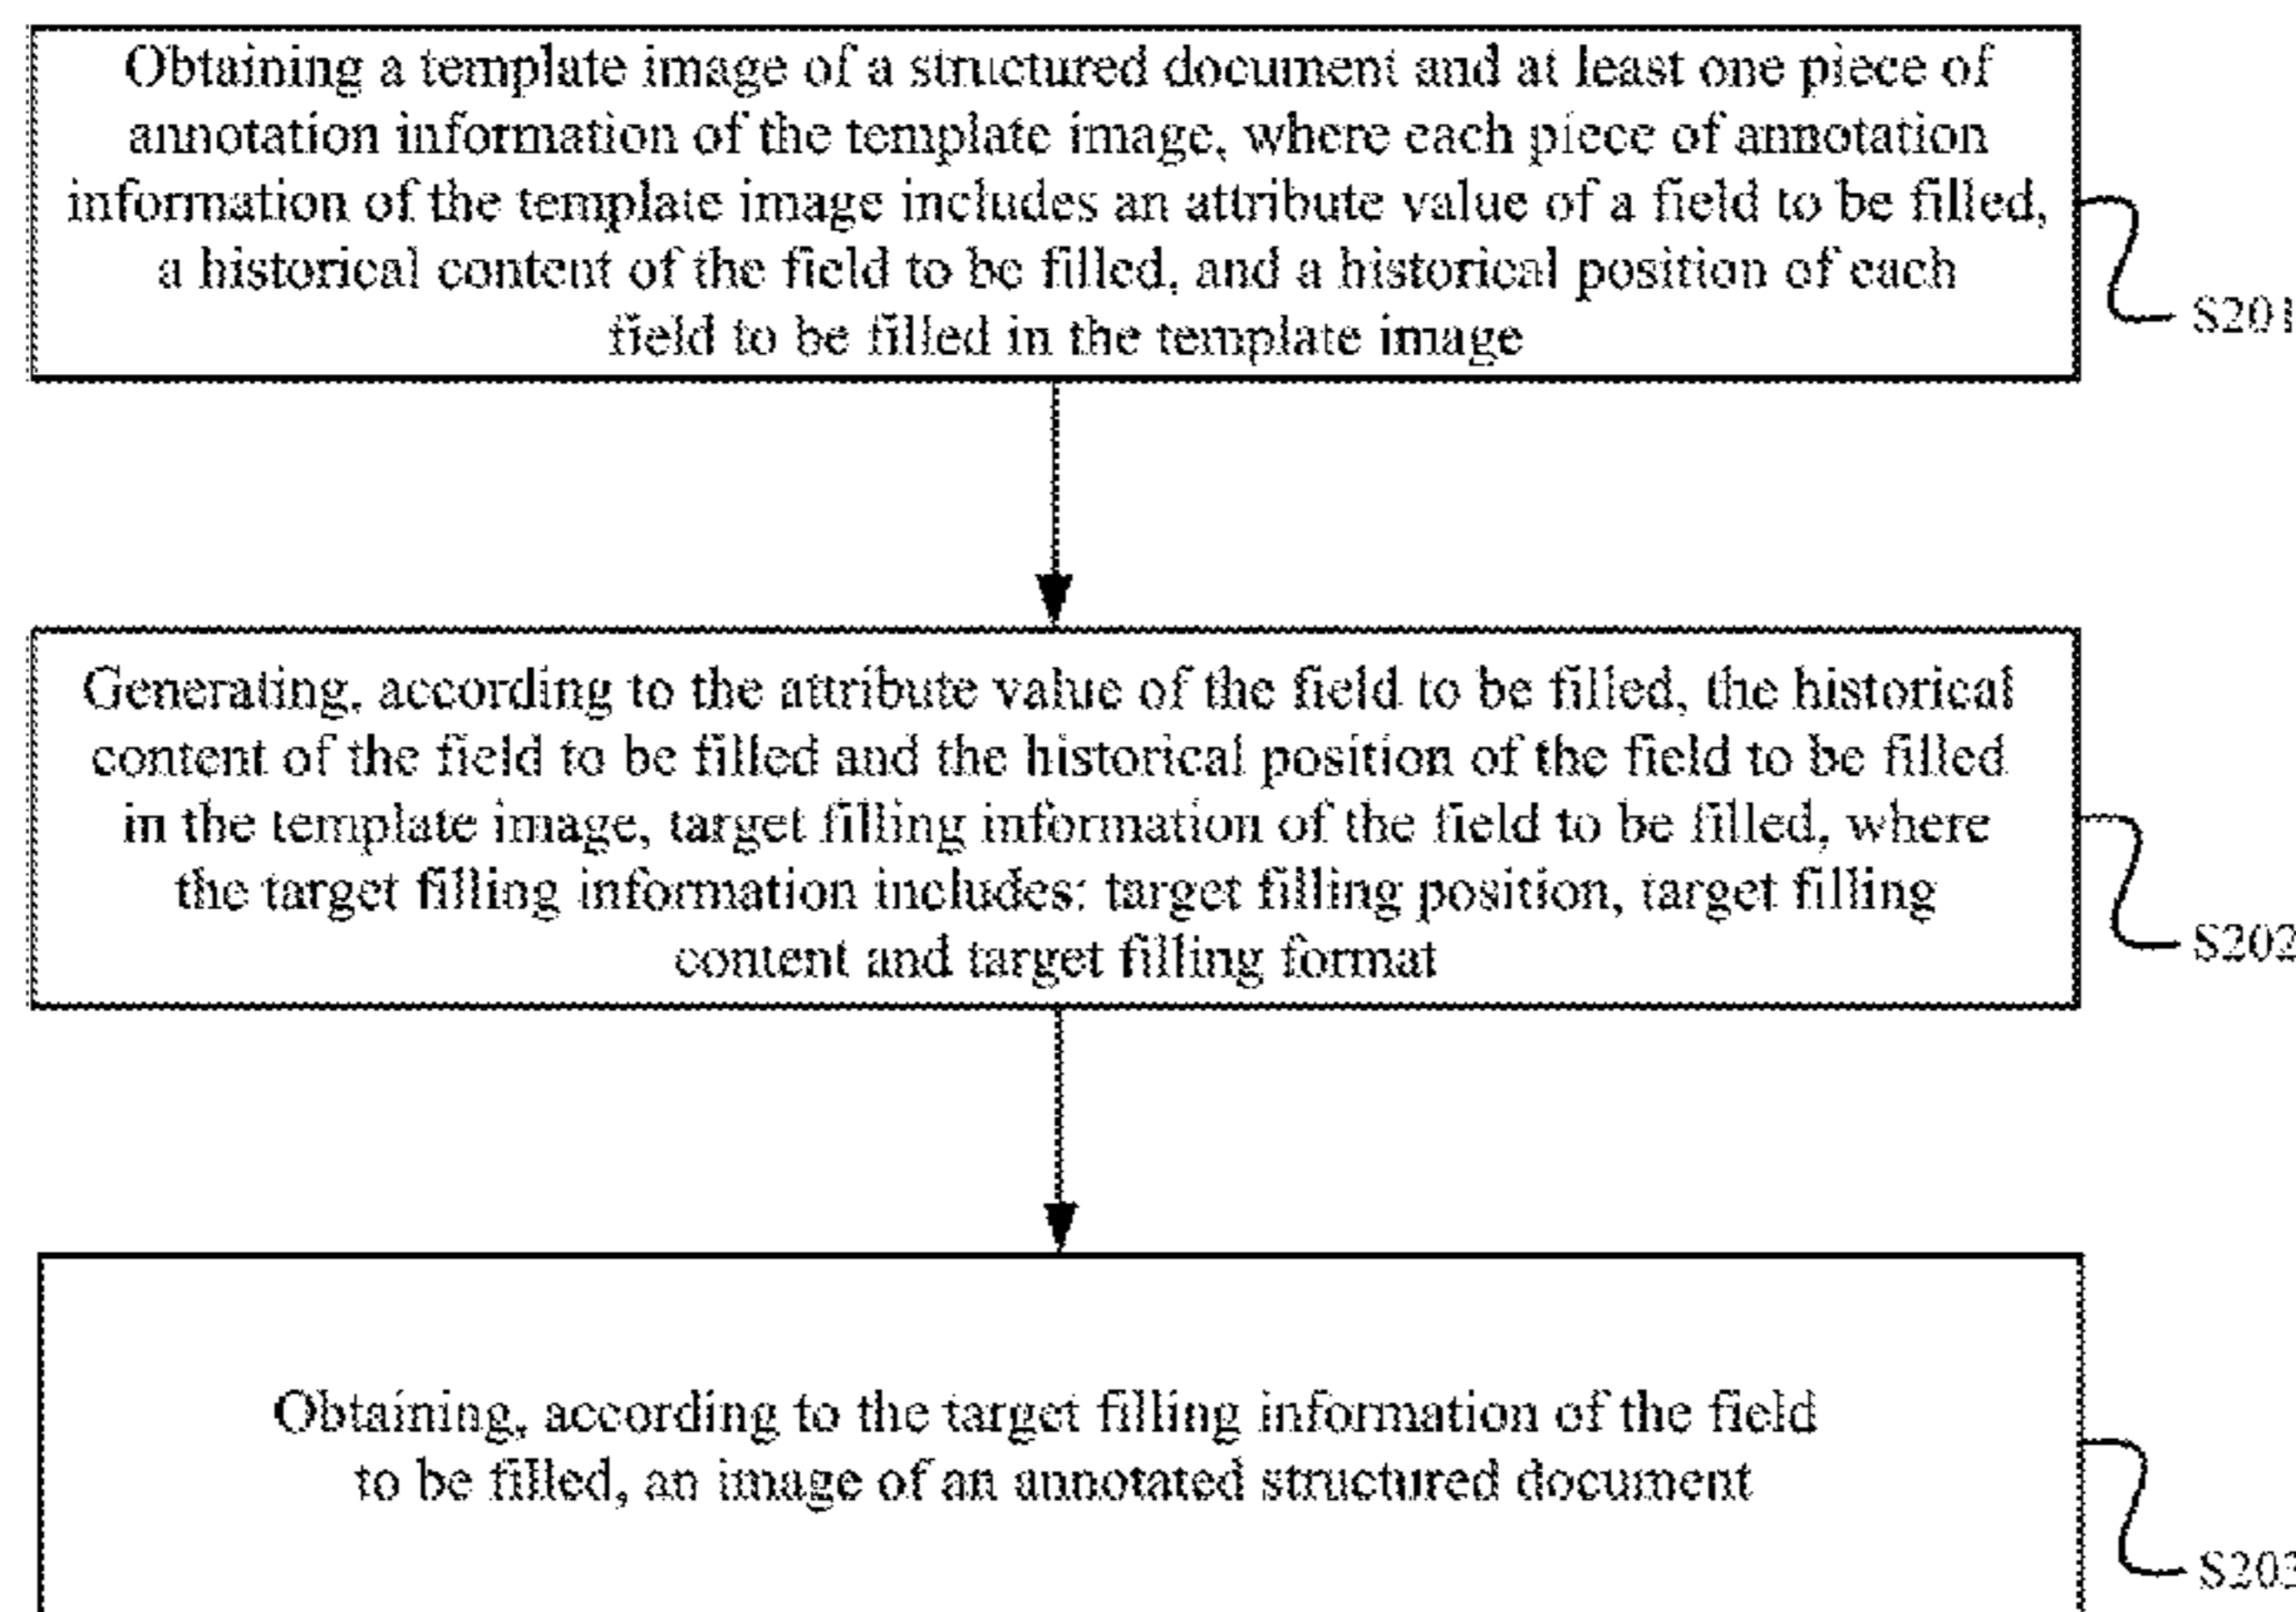 Obtaining a template image of a structured document and at least one piece of
annotation information of the template image, where each piece of annotation
information of the template image includes an attribute value of a field to be filled,
a historical content of the field to be filled, and a historical position of each
field to be filled in the template image
S201
Generating, according to the attribute value of the field to be filled, the historical
content of the field to be filled and the historical position of the field to be filled
in the template image, target filling information of the field to be filled, where
the target filling information includes: target filling position, target filling
content and target filling format
S202
Obtaining, according to the target filling information of the field
to be filled, an image of an annotated structured document
S203